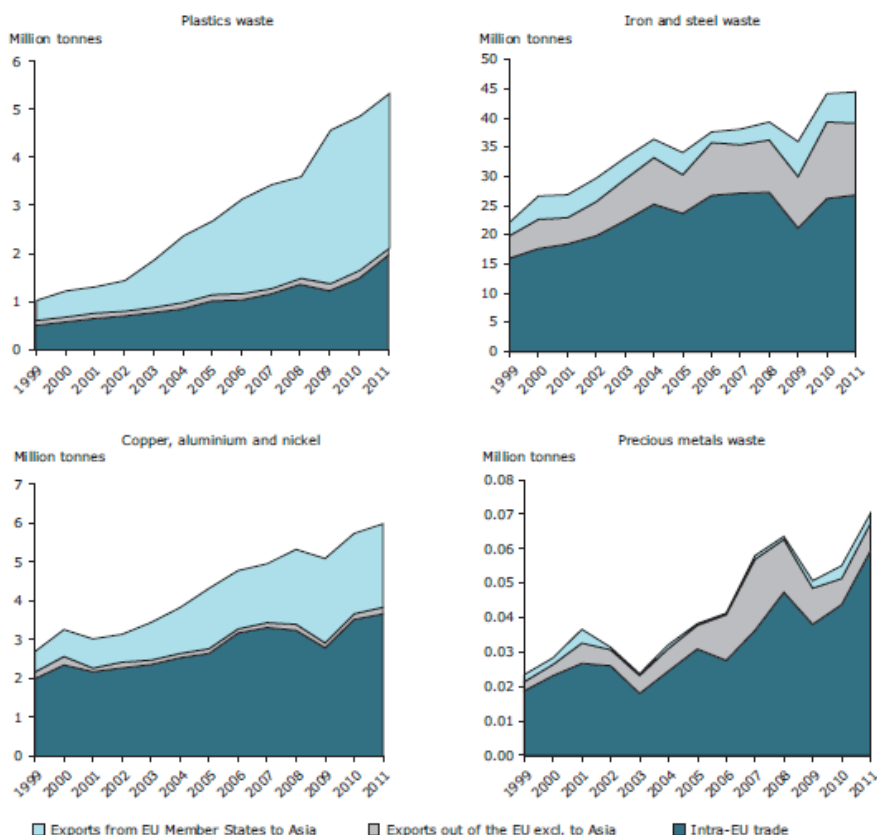 Plastics waste
Million tonnes
6
5
4
3
2
1
0
1999 2000 2001 2002 2003 2004 2005 2006 2007 2008 2009 2010 2011
Iron and steel waste
Million tonnes
50
45
40
35
30
25
20
15
10
5
0
1999 2000 2001 2002 2003 2004 2005 2006 2007 2008 2009 2010 2011
Copper, aluminium and nickel
Million tonnes
7
6
5
4
3
2
1
0
1999 2000 2001 2002 2003 2004 2005 2006 2007 2008 2009 2010 2011
Precious metals waste
Million tonnes
0.08
0.07
0.06
0.05
0.04
0.03
0.02
0.01
0.00
1999 2000 2001 2002 2003 2004 2005 2006 2007 2008 2009 2010 2011
Exports from EU Member States to Asia Exports out of the EU excl. to Asia Intra-EU trade